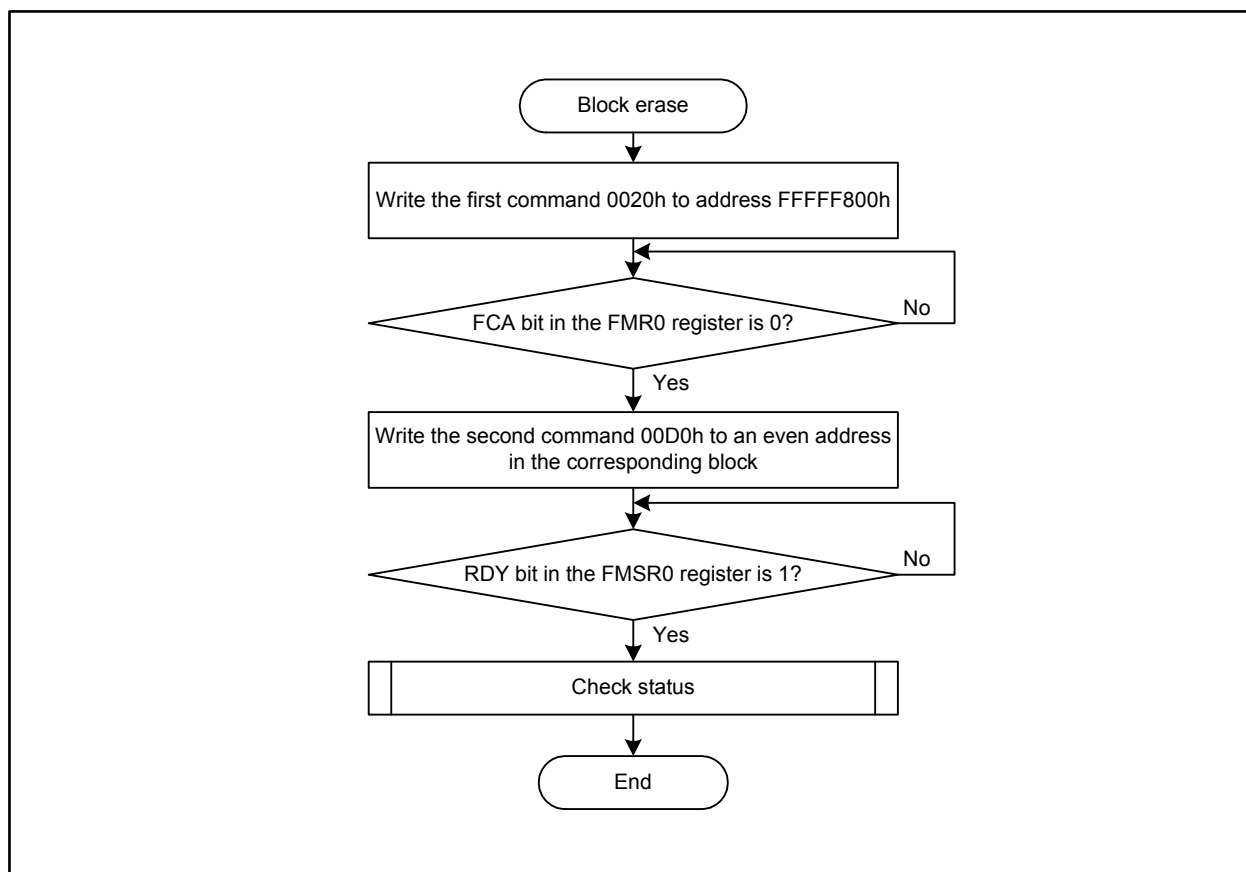 Block erase
Write the first command 0020h to address FFFFF800h
No
FCA bit in the FMR0 register is 0?
Yes
Write the second command 00D0h to an even address
in the corresponding block
No
RDY bit in the FMSR0 register is 1?
Yes
Check status
End